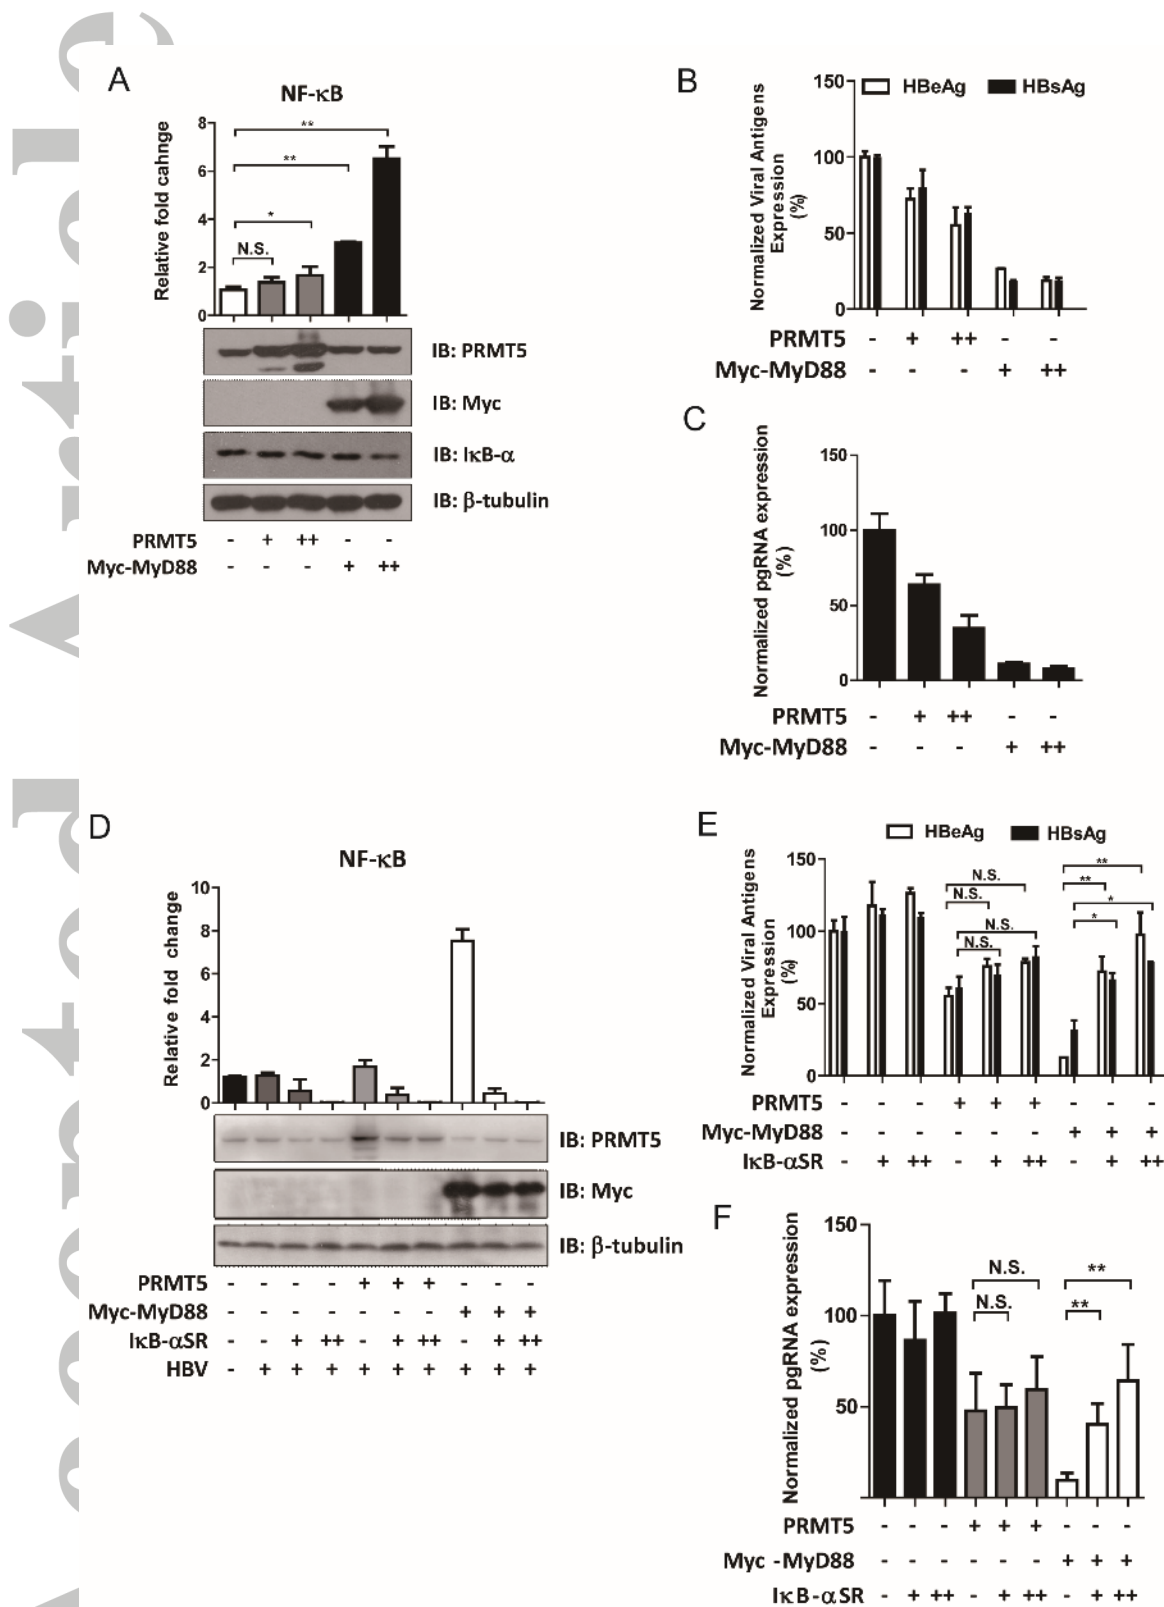 A
NF-κB
Relative fold cahnge
8
6
4
2
0
**
**
*
N.S.
IB: PRMT5
IB: Myc
IB: IκB-α
IB: β-tubulin
PRMT5 - + ++ - -
Myc-MyD88 - - - + ++
B
HBeAg HBsAg
Normalized Viral Antigens
Expression
(%)
150
100
50
0
PRMT5 - + ++ - -
Myc-MyD88 - - - + ++
C
Normalized pgRNA expression
(%)
150
100
50
0
PRMT5 - + ++ - -
Myc-MyD88 - - - + ++
D
NF-κB
Relative fold change
10
8
6
4
2
0
IB: PRMT5
IB: Myc
IB: β-tubulin
PRMT5 - - - - + + + - - -
Myc-MyD88 - - - - - - - + + +
IκB-αSR - - + ++ - + ++ - + ++
HBV - + + + + + + + + +
E
HBeAg HBsAg
Normalized Viral Antigens
Expression
(%)
150
100
50
0
N.S.
N.S.
N.S.
N.S.
**
**
*
*
PRMT5 - - - + + + - - -
Myc-MyD88 - - - - - - + + +
IκB-αSR - + ++ - + ++ - + ++
F
Normalized pgRNA expression
(%)
150
100
50
N.S.
N.S.
**
**
PRMT5 - - - + + + - - -
Myc -MyD88 - - - - - - + + +
IκB-αSR - + ++ - + ++ - + ++